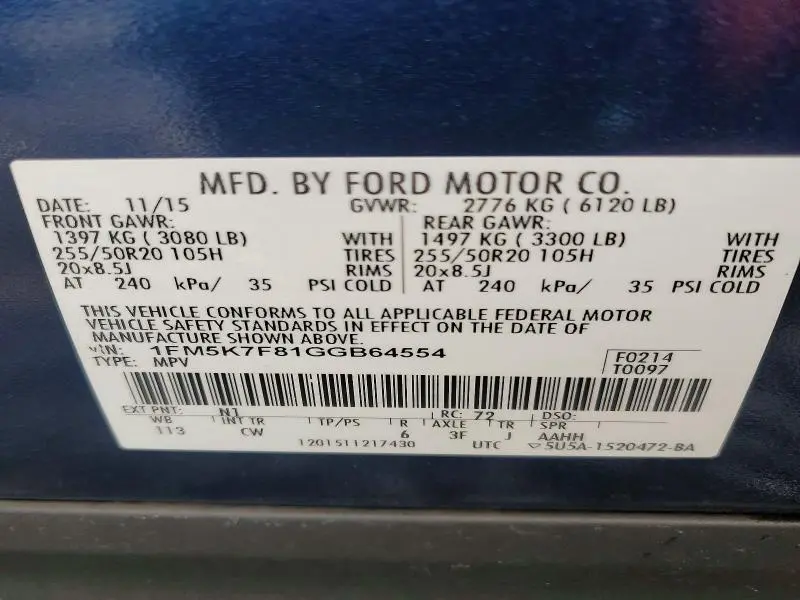 MFD. BY FORD MOTOR CO.
DATE: 11/15 GVWR: 2776 KG ( 6120 LB)
FRONT GAWR: REAR GAWR:
1397 KG ( 3080 LB) WITH 1497 KG ( 3300 LB) WITH
255/50R20 105H TIRES 255/50R20 105H TIRES
20x8.5J RIMS 20x8.5J RIMS
AT 240 kPa/ 35 PSI COLD AT 240 kPa/ 35 PSI COLD
THIS VEHICLE CONFORMS TO ALL APPLICABLE FEDERAL MOTOR
VEHICLE SAFETY STANDARDS IN EFFECT ON THE DATE OF
MANUFACTURE SHOWN ABOVE.
VIN: 1FM5K7F81GGB64554 F0214
TYPE: MPV T0097
EXT PNT: N1 RC: 72 DSO:
WB INT TR TP/PS R AXLE TR SPR
113 CW 6 3F J AAHH
1201511217430 UTC 5U5A-1520472-BA